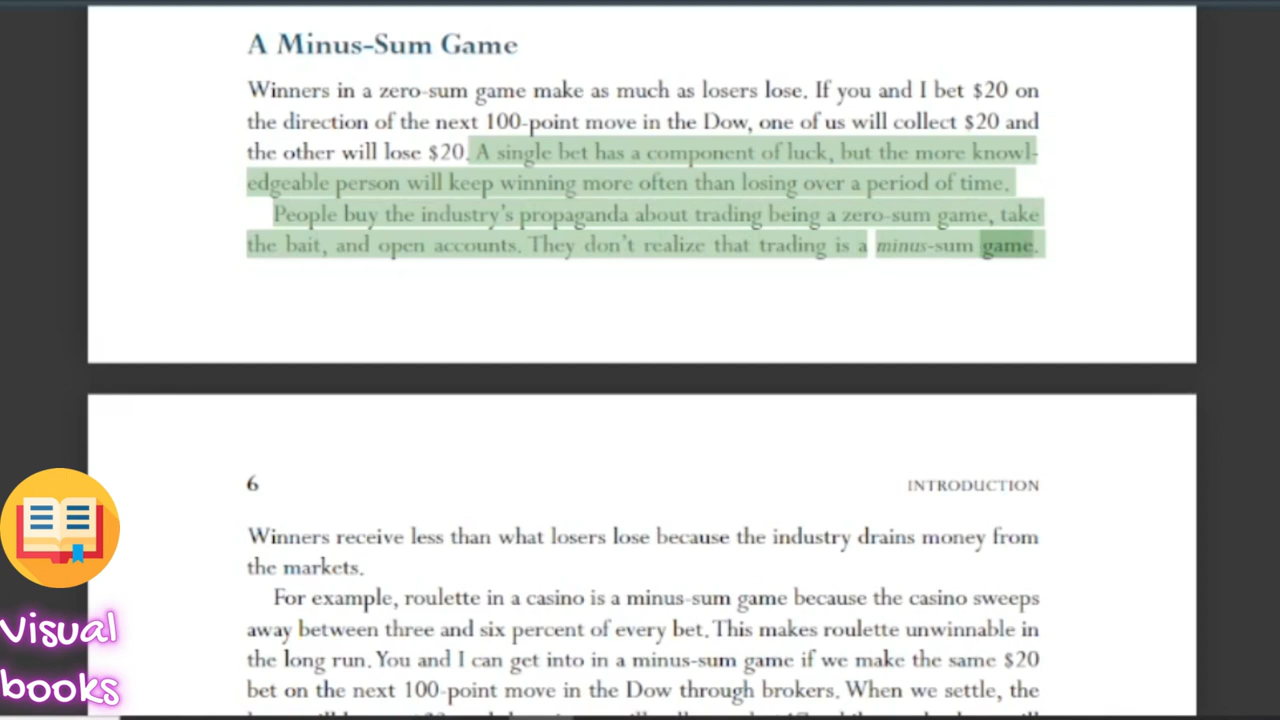 A Minus-Sum Game
Winners in a zero-sum game make as much as losers lose. If you and I bet $20 on
the direction of the next 100-point move in the Dow, one of us will collect $20 and
the other will lose $20. A single bet has a component of luck, but the more knowl-
edgeable person will keep winning more often than losing over a period of time.
People buy the industry's propaganda about trading being a zero-sum game, take
the bait, and open accounts. They don't realize that trading is a minus-sum game.
6 INTRODUCTION
Winners receive less than what losers lose because the industry drains money from
the markets.
For example, roulette in a casino is a minus-sum game because the casino sweeps
away between three and six percent of every bet. This makes roulette unwinnable in
the long run. You and I can get into in a minus-sum game if we make the same $20
bet on the next 100-point move in the Dow through brokers. When we settle, the
Visual
books